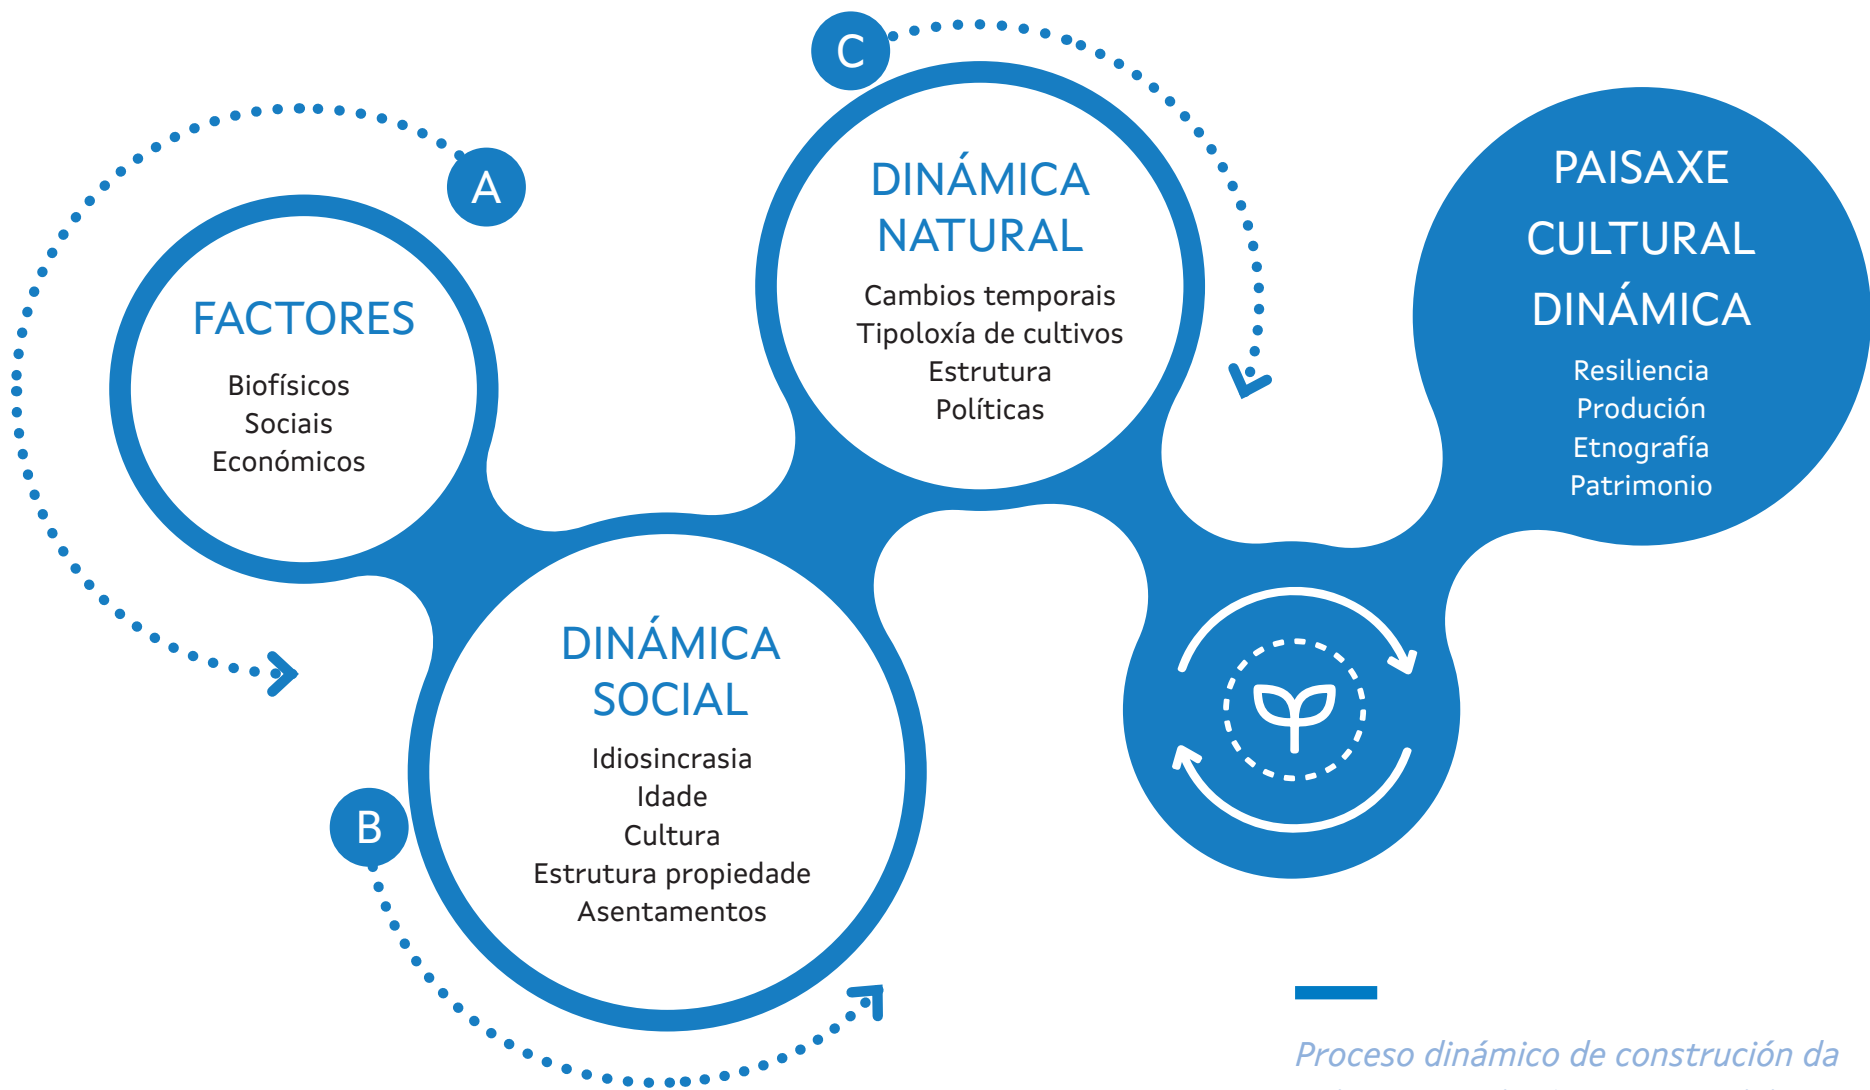 A
FACTORES
Biofísicos
Sociais
Económicos
B
DINÁMICA
SOCIAL
Idiosincrasia
Idade
Cultura
Estrutura propiedade
Asentamentos
C
DINÁMICA
NATURAL
Cambios temporais
Tipoloxía de cultivos
Estrutura
Políticas
PAISAXE
CULTURAL
DINÁMICA
Resiliencia
Produción
Etnografía
Patrimonio
Proceso dinámico de construción da